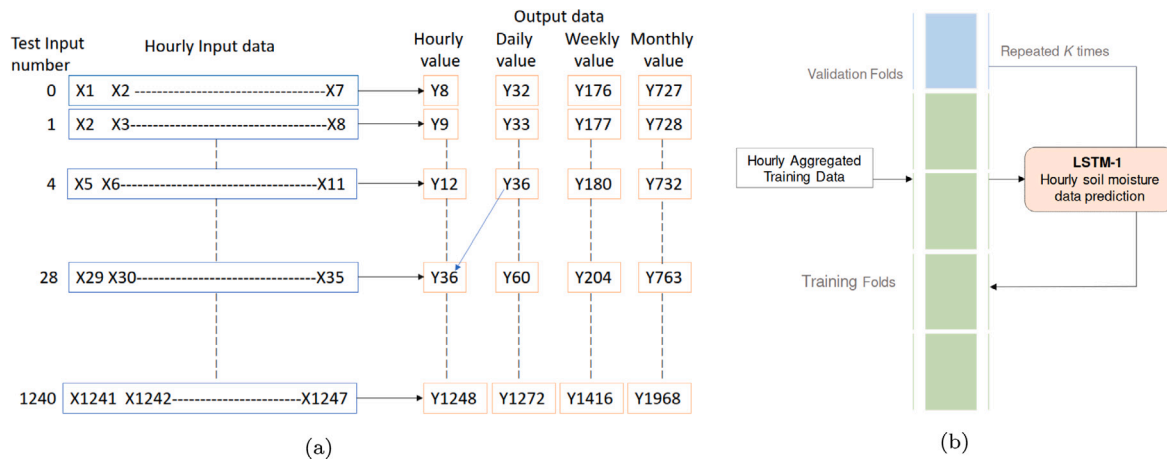 Output data
Test Input number
Hourly Input data
Hourly value
Daily value
Weekly value
Monthly value
0
X1 X2 -----------------------------------X7
Y8
Y32
Y176
Y727
1
X2 X3-----------------------------------X8
Y9
Y33
Y177
Y728
4
X5 X6---------------------------------X11
Y12
Y36
Y180
Y732
28
X29 X30------------------------------X35
Y36
Y60
Y204
Y763
1240
X1241 X1242---------------------X1247
Y1248
Y1272
Y1416
Y1968
(a)
Validation Folds
Repeated K times
Hourly Aggregated
Training Data
LSTM-1
Hourly soil moisture
data prediction
Training Folds
(b)